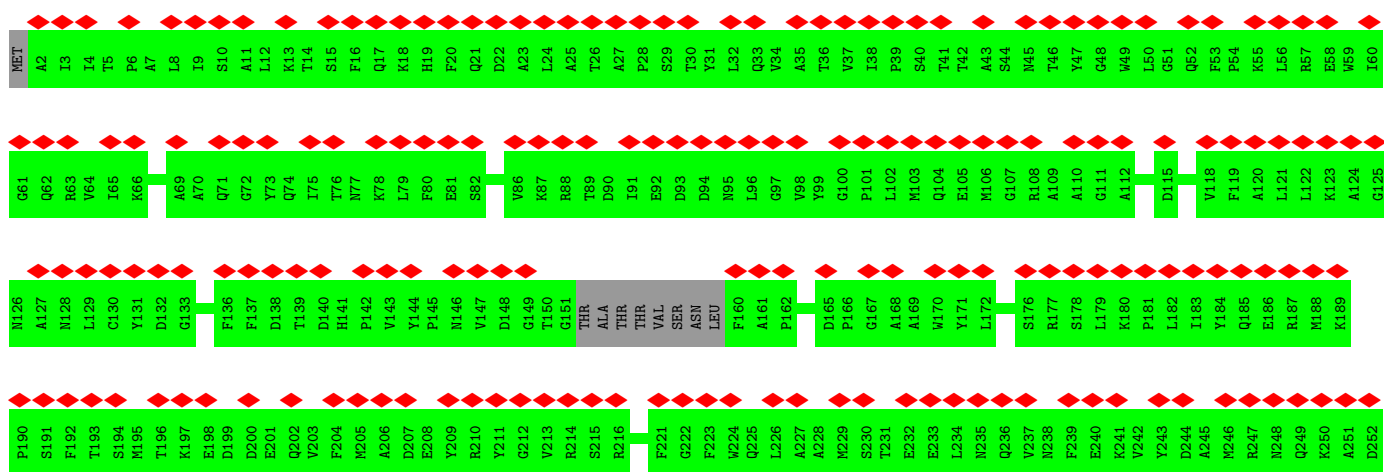 MET A2 I3 I4 T5 P6 A7 L8 I9 S10 A11 L12 K13 T14 S15 F16 Q17 K18 H19 F20 Q21 D22 A23 L24 A25 T26 A27 P28 S29 T30 Y31 L32 Q33 V34 A35 T36 V37 I38 P39 S40 T41 T42 A43 S44 N45 T46 Y47 G48 W49 L50 G51 Q52 F53 P54 K55 L56 R57 E58 W59 I60
G61 Q62 R63 V64 I65 K66 A69 A70 Q71 G72 Y73 Q74 I75 T76 N77 K78 L79 F80 E81 S82 V86 K87 R88 T89 D90 I91 E92 D93 D94 N95 L96 G97 V98 Y99 G100 P101 L102 M103 Q104 E105 M106 G107 R108 A109 A110 G111 A112 D115 V118 F119 A120 L121 L122 K123 A124 G125
N126 A127 N128 L129 C130 Y131 D132 G133 F136 F137 D138 T139 D140 H141 P142 V143 Y144 P145 N146 V147 D148 G149 T150 G151 THR ALA THR THR VAL SER ASN LEU F160 A161 P162 D165 P166 G167 A168 A169 W170 Y171 L172 S176 R177 S178 L179 K180 P181 L182 I183 Y184 Q185 E186 R187 M188 K189
P190 S191 F192 T193 S194 M195 T196 K197 E198 D199 D200 E201 Q202 V203 F204 M205 A206 D207 E208 Y209 R210 Y211 G212 V213 R214 S215 R216 F221 G222 F223 W224 Q225 L226 A227 A228 M229 S230 T231 E232 E233 L234 N235 Q236 V237 N238 F239 E240 K241 V242 Y243 D244 A245 M246 R247 N248 Q249 K250 A251 D252